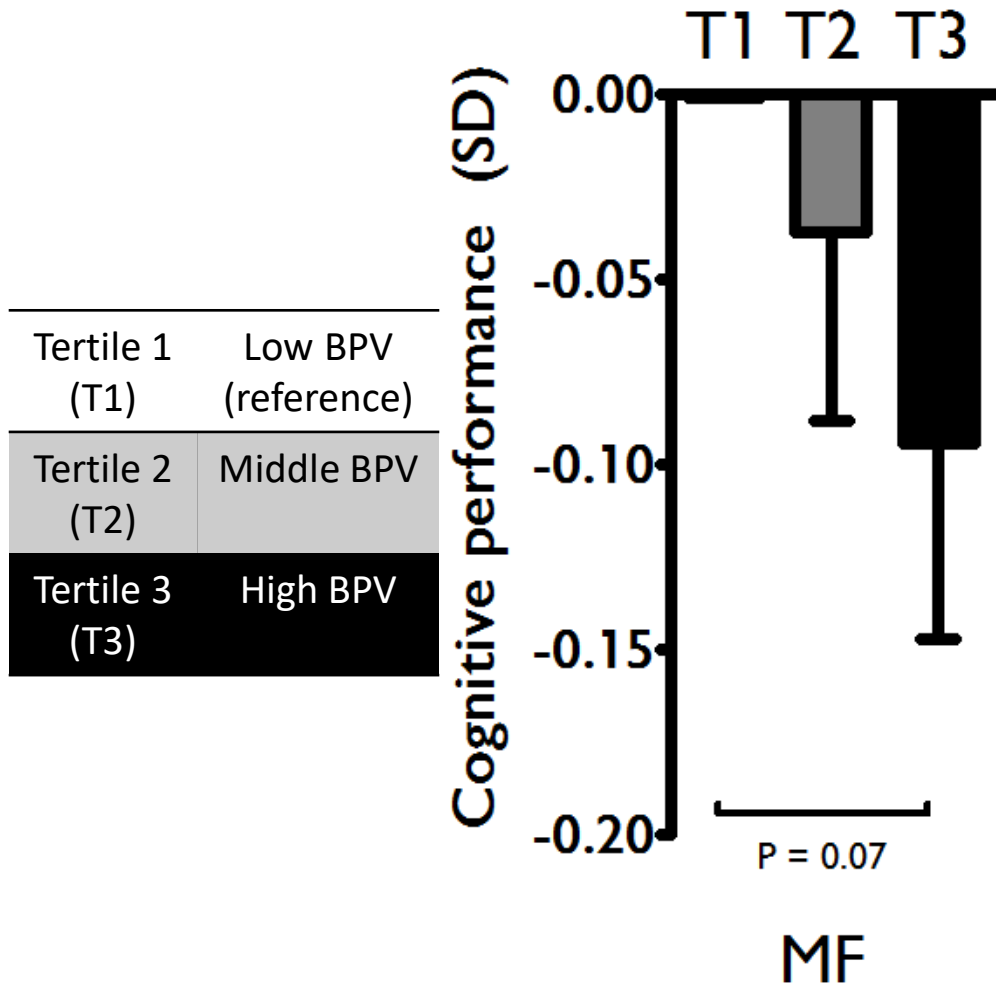 Tertile 1
(T1)
Low BPV
(reference)
Tertile 2
(T2)
Middle BPV
Tertile 3
(T3)
High BPV
Cognitive performance (SD)
T1 T2 T3
0.00
-0.05
-0.10
-0.15
-0.20
P = 0.07
MF